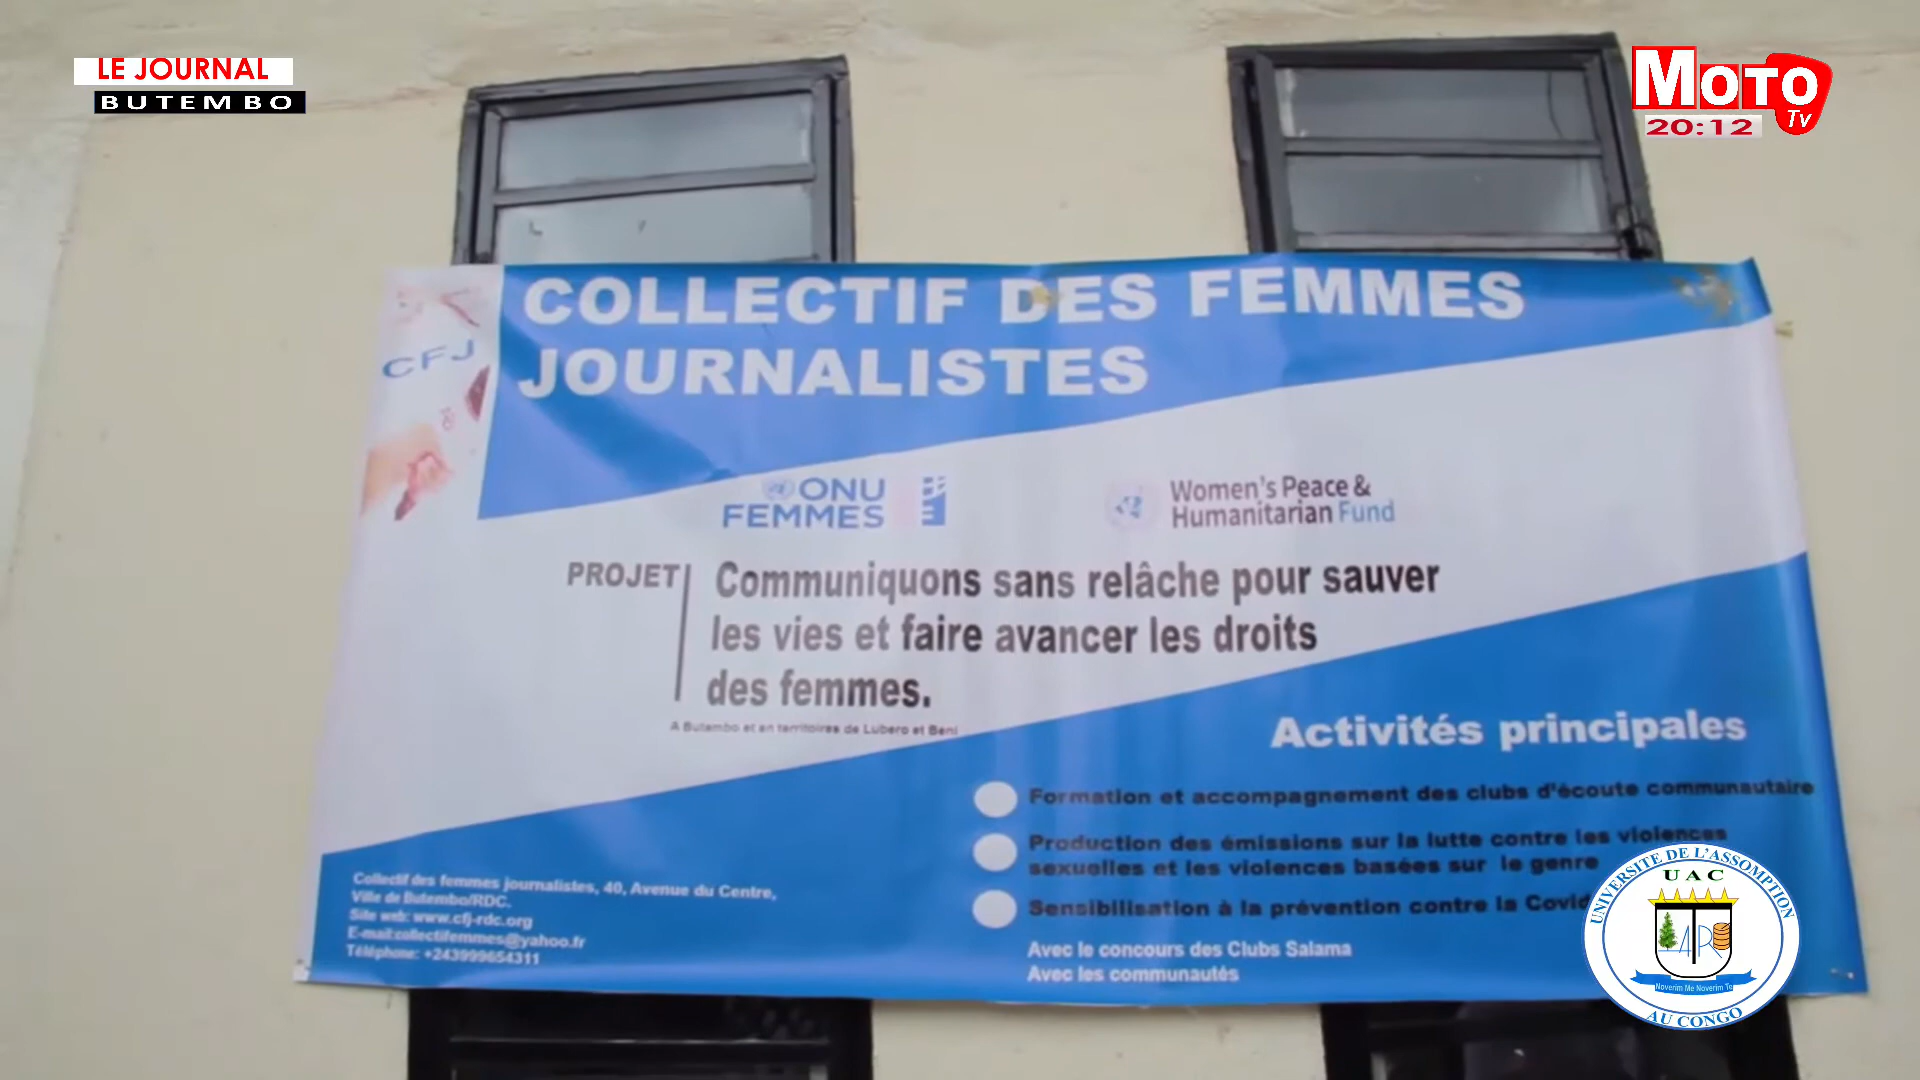 LE JOURNAL
BUTEMBO
MOTO
Tv
20:12
COLLECTIF DES FEMMES
JOURNALISTES
CFJ
ONU
FEMMES
Women's Peace &
Humanitarian Fund
PROJET
Communiquons sans relâche pour sauver
les vies et faire avancer les droits
des femmes.
A Butembo et en territoires de Lubero et Beni
Activités principales
Formation et accompagnement des clubs d'écoute communautaire
Production des émissions sur la lutte contre les violences
sexuelles et les violences basées sur le genre
Sensibilisation à la prévention contre la Covid
Avec le concours des Clubs Salama
Avec les communautés
Collectif des femmes journalistes, 40, Avenue du Centre,
Ville de Butembo/RDC.
Site web: www.cfj-rdc.org
E-mail:collectifemmes@yahoo.fr
Téléphone: +243999654311
UNIVERSITE DE L'ASSOMPTION
UAC
Noverim Me Noverim Te
AU CONGO